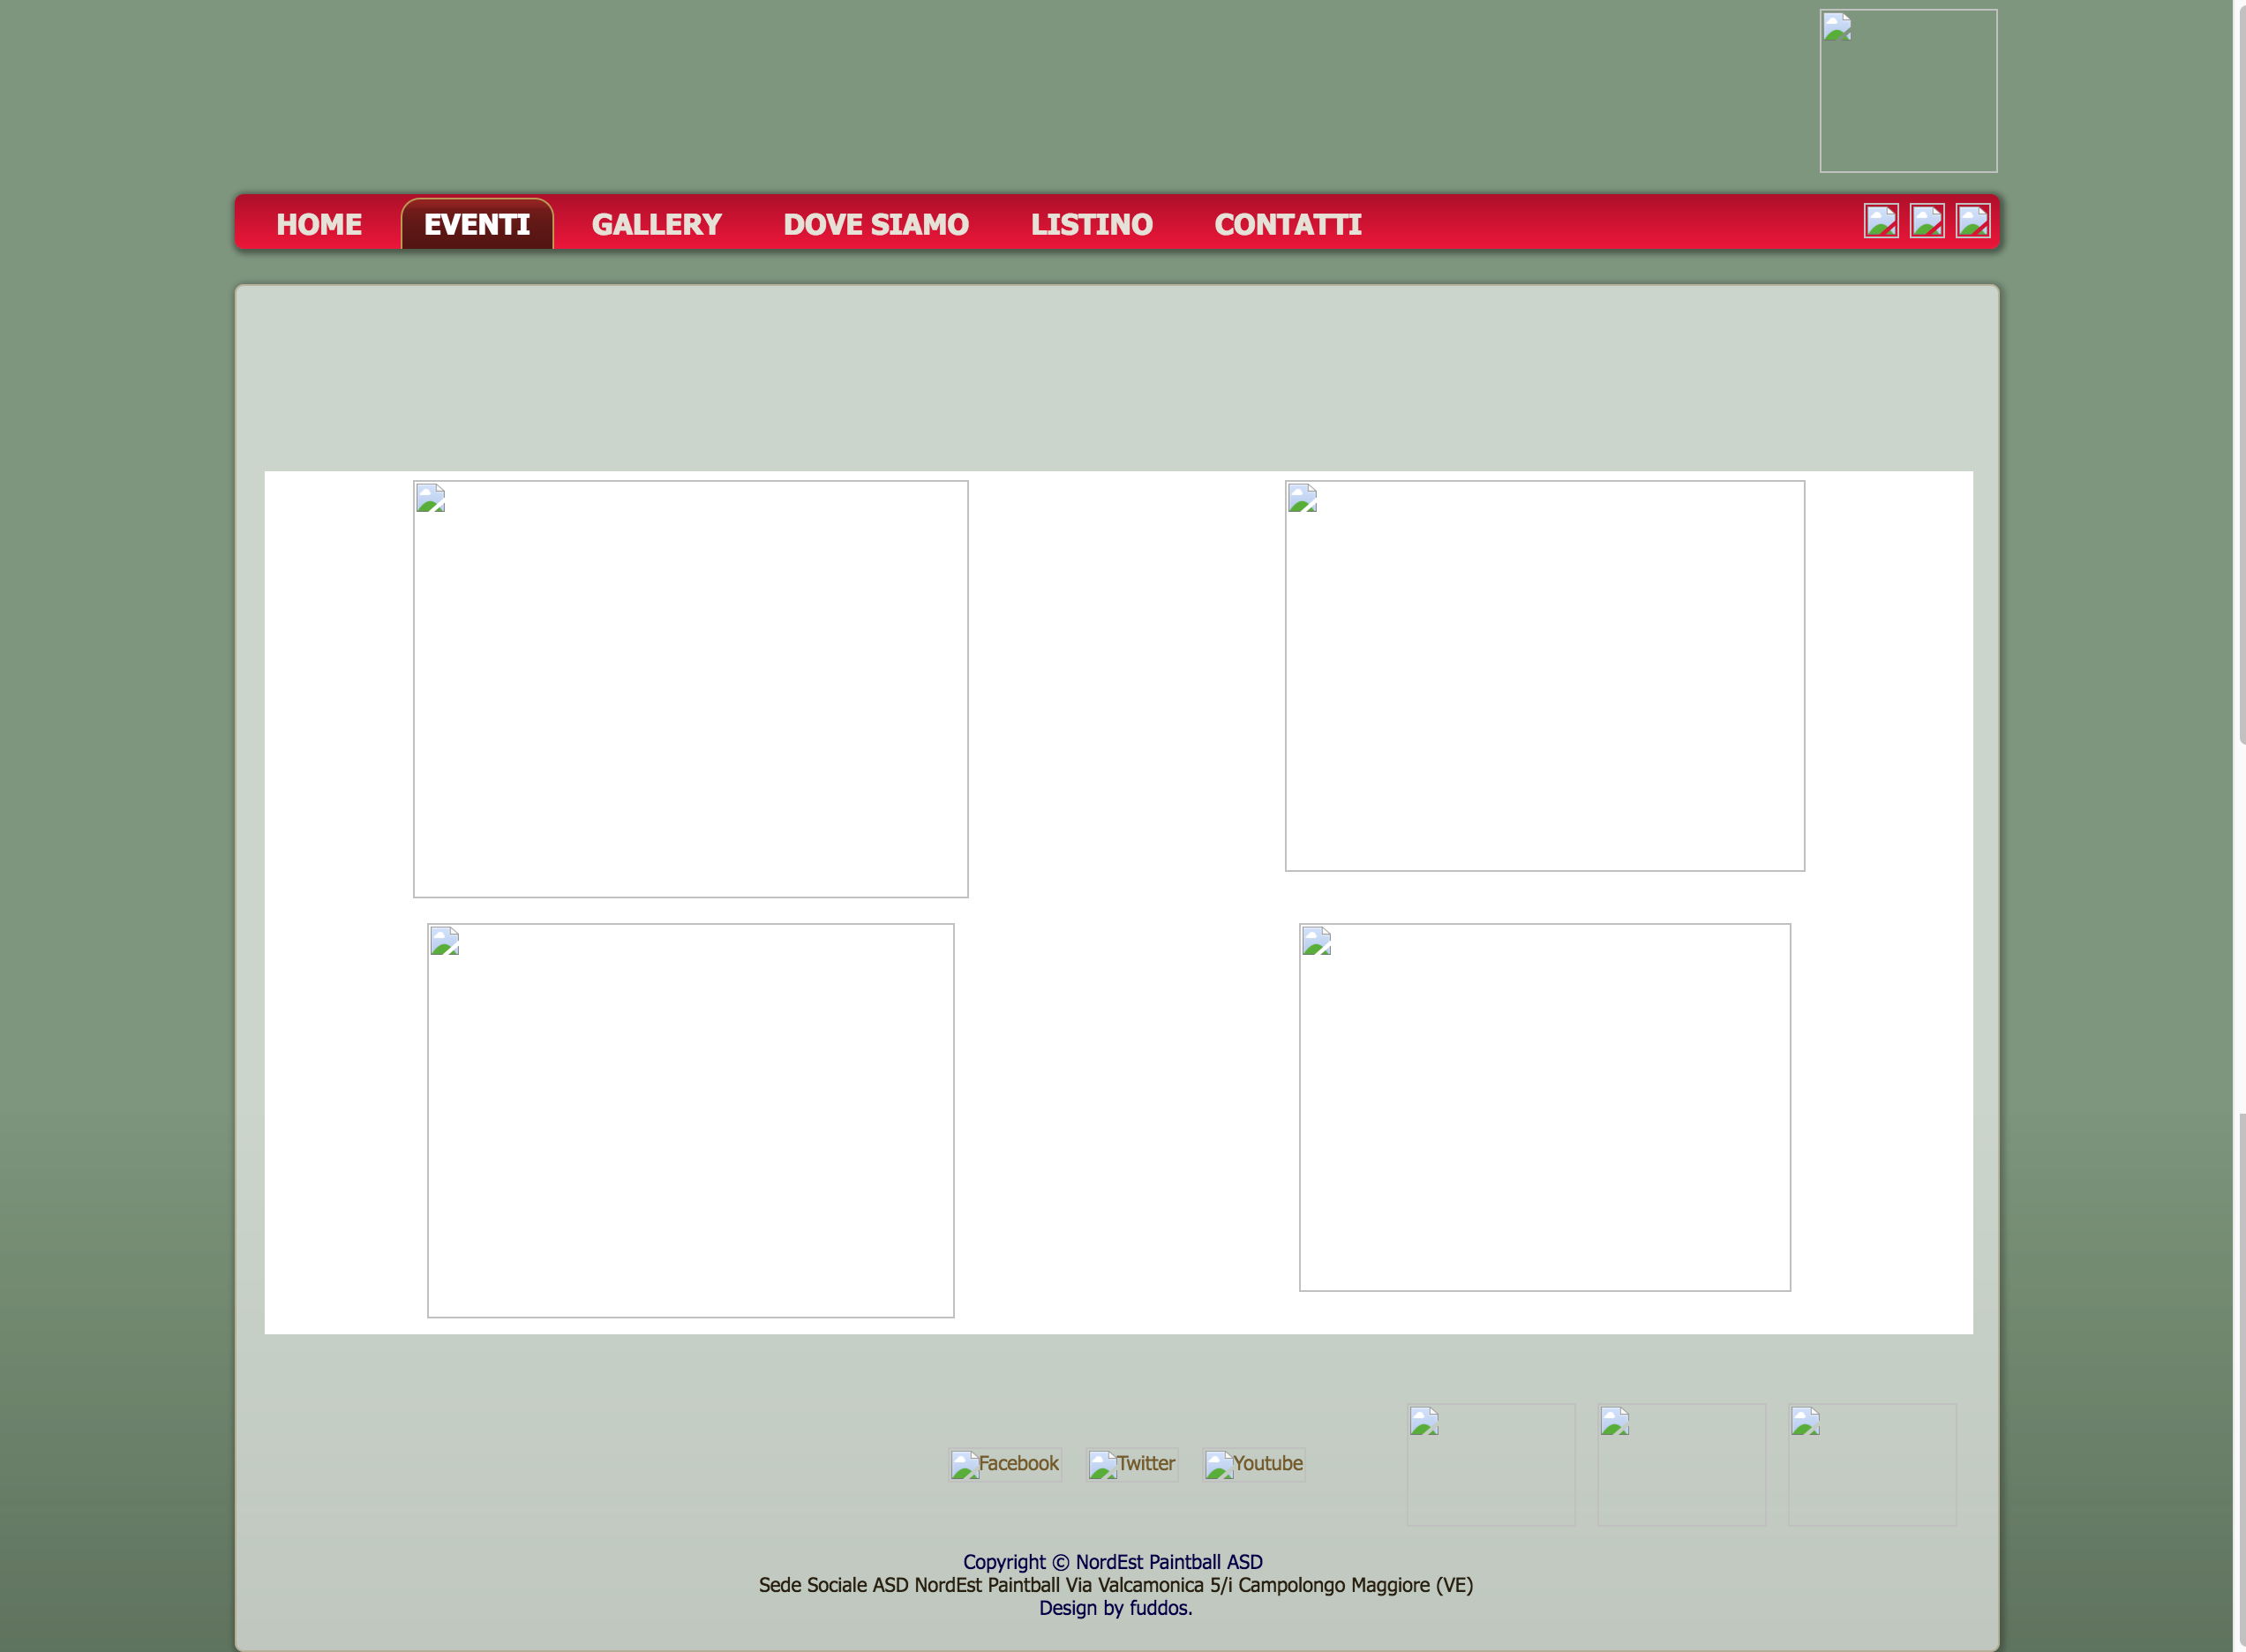 HOME EVENTI GALLERY DOVE SIAMO LISTINO CONTATTI
Facebook Twitter Youtube
Copyright © NordEst Paintball ASD
Sede Sociale ASD NordEst Paintball Via Valcamonica 5/i Campolongo Maggiore (VE)
Design by fuddos.